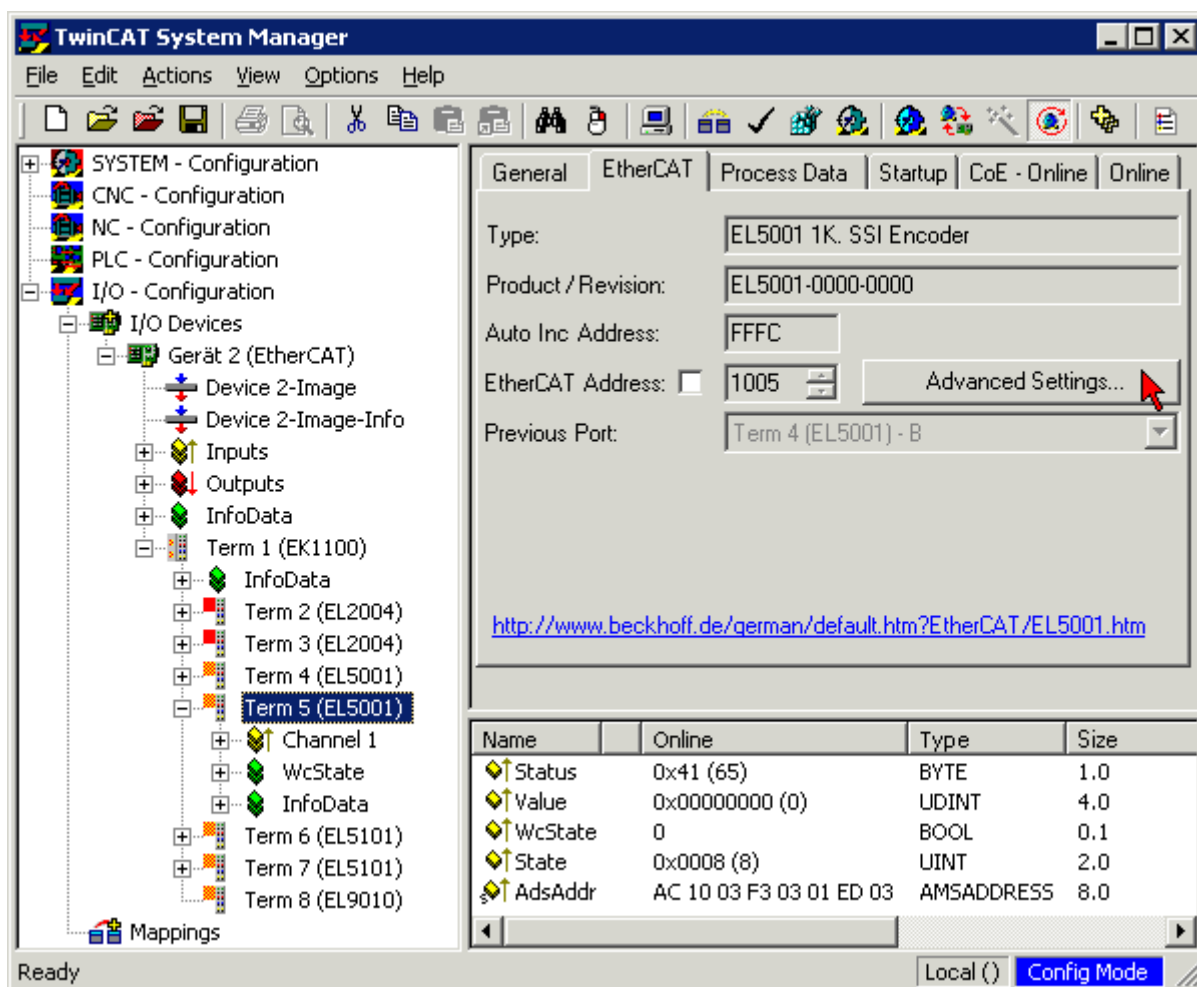 TwinCAT System Manager
File Edit Actions View Options Help
SYSTEM - Configuration
CNC - Configuration
NC - Configuration
PLC - Configuration
I/O - Configuration
I/O Devices
Gerät 2 (EtherCAT)
Device 2-Image
Device 2-Image-Info
Inputs
Outputs
InfoData
Term 1 (EK1100)
InfoData
Term 2 (EL2004)
Term 3 (EL2004)
Term 4 (EL5001)
Term 5 (EL5001)
Channel 1
WcState
InfoData
Term 6 (EL5101)
Term 7 (EL5101)
Term 8 (EL9010)
Mappings
General EtherCAT Process Data Startup CoE - Online Online
Type: EL5001 1K. SSI Encoder
Product / Revision: EL5001-0000-0000
Auto Inc Address: FFFC
EtherCAT Address: 1005 Advanced Settings...
Previous Port: Term 4 (EL5001) - B
http://www.beckhoff.de/german/default.htm?EtherCAT/EL5001.htm
Name Online Type Size
Status 0x41 (65) BYTE 1.0
Value 0x00000000 (0) UDINT 4.0
WcState 0 BOOL 0.1
State 0x0008 (8) UINT 2.0
AdsAddr AC 10 03 F3 03 01 ED 03 AMSADDRESS 8.0
Ready Local () Config Mode